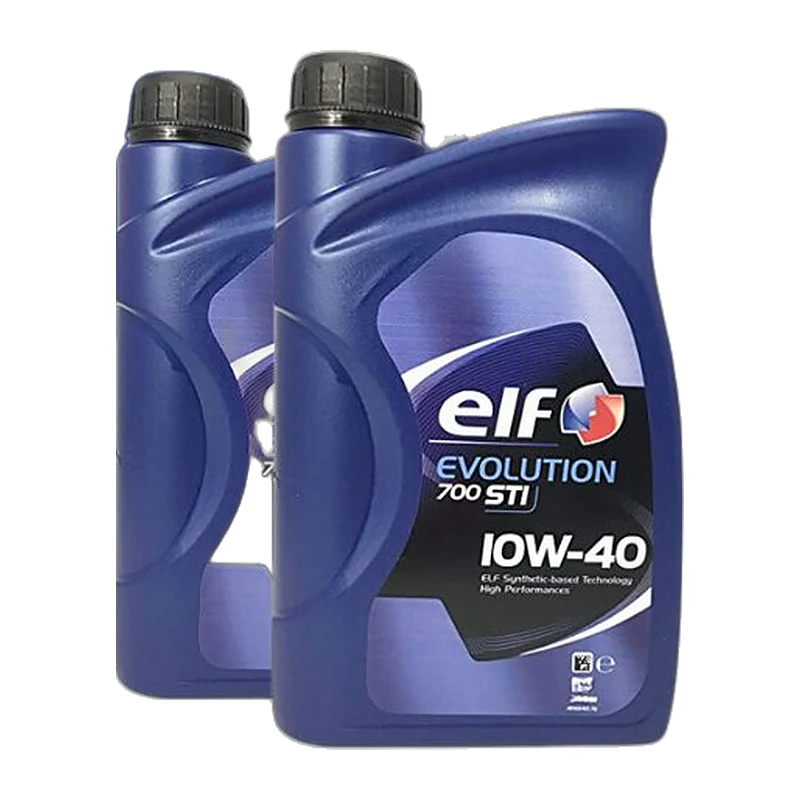 elf
EVOLUTION
700 STI
10W-40
ELF Synthetic-based Technology
High Performances
e